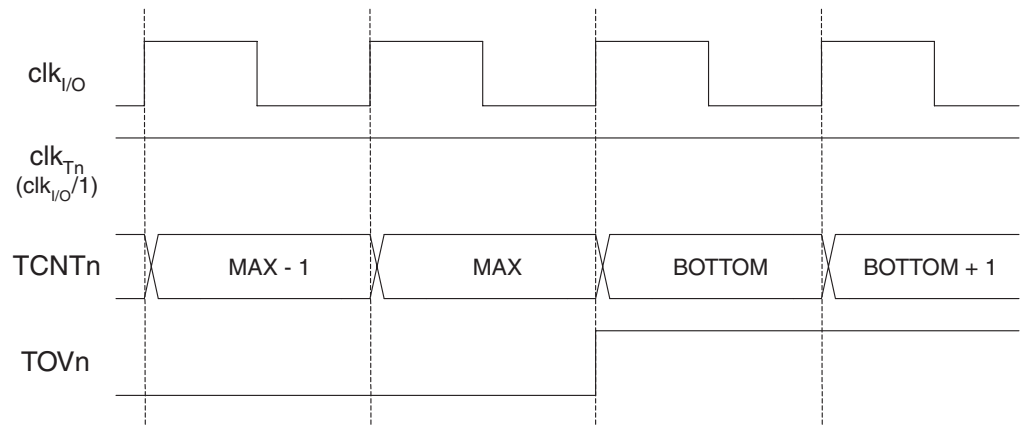 clkI/O
clkTn
(clkI/O/1)
TCNTn MAX - 1 MAX BOTTOM BOTTOM + 1
TOVn